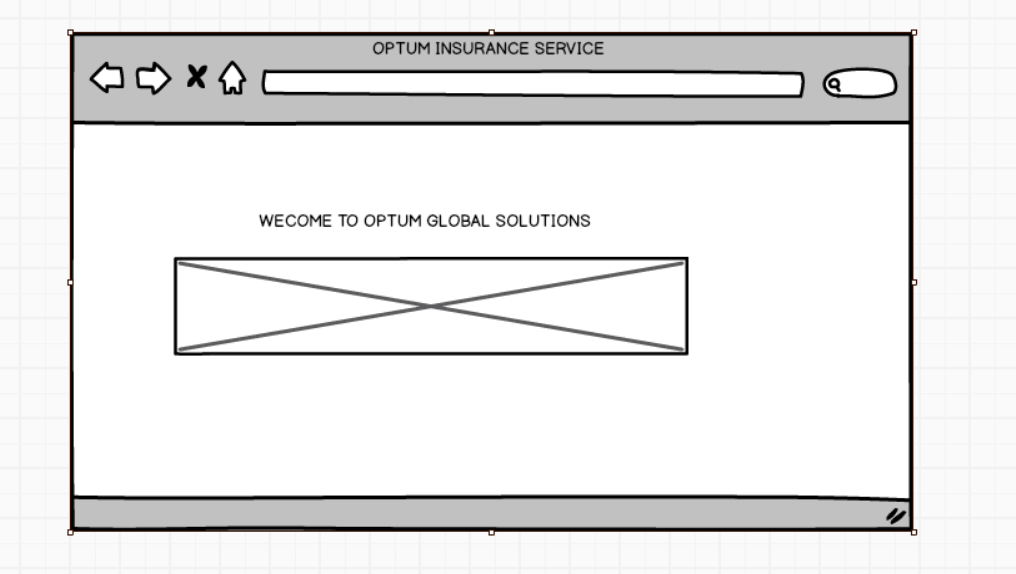 OPTUM INSURANCE SERVICE
WECOME TO OPTUM GLOBAL SOLUTIONS